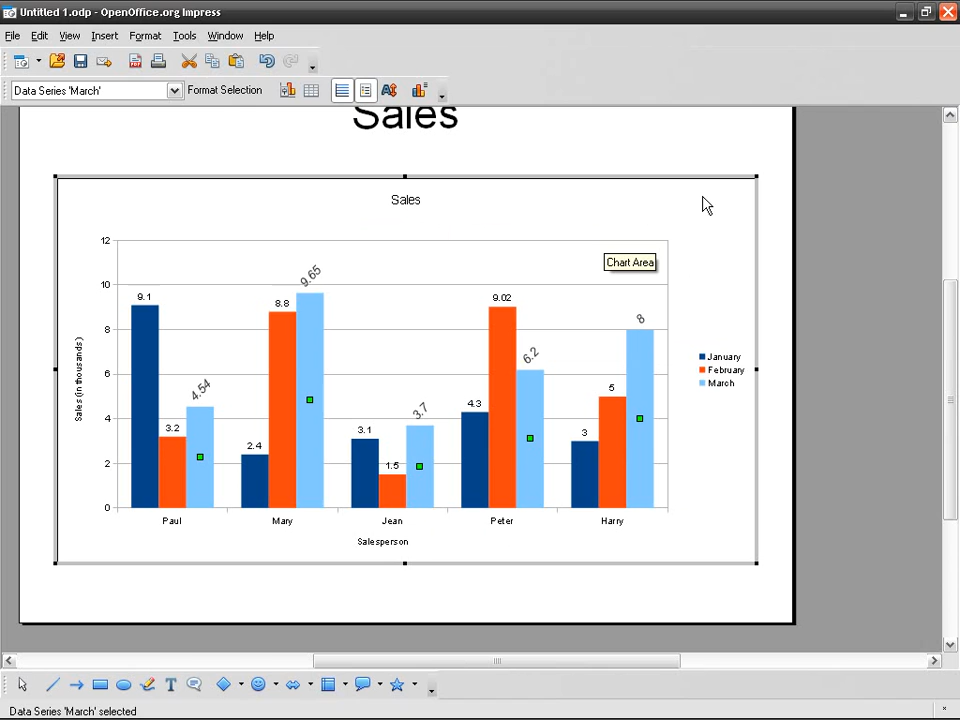 Untitled 1.odp - OpenOffice.org Impress
File Edit View Insert Format Tools Window Help
Data Series 'March' Format Selection
Sales
Sales
Chart Area
12
10
8
6
4
2
0
Sales (in thousands)
9.1 3.2 4.54
2.4 8.8 9.65
3.1 1.5 3.7
4.3 9.02 6.2
3 5 8
January
February
March
Paul Mary Jean Peter Harry
Salesperson
Data Series 'March' selected